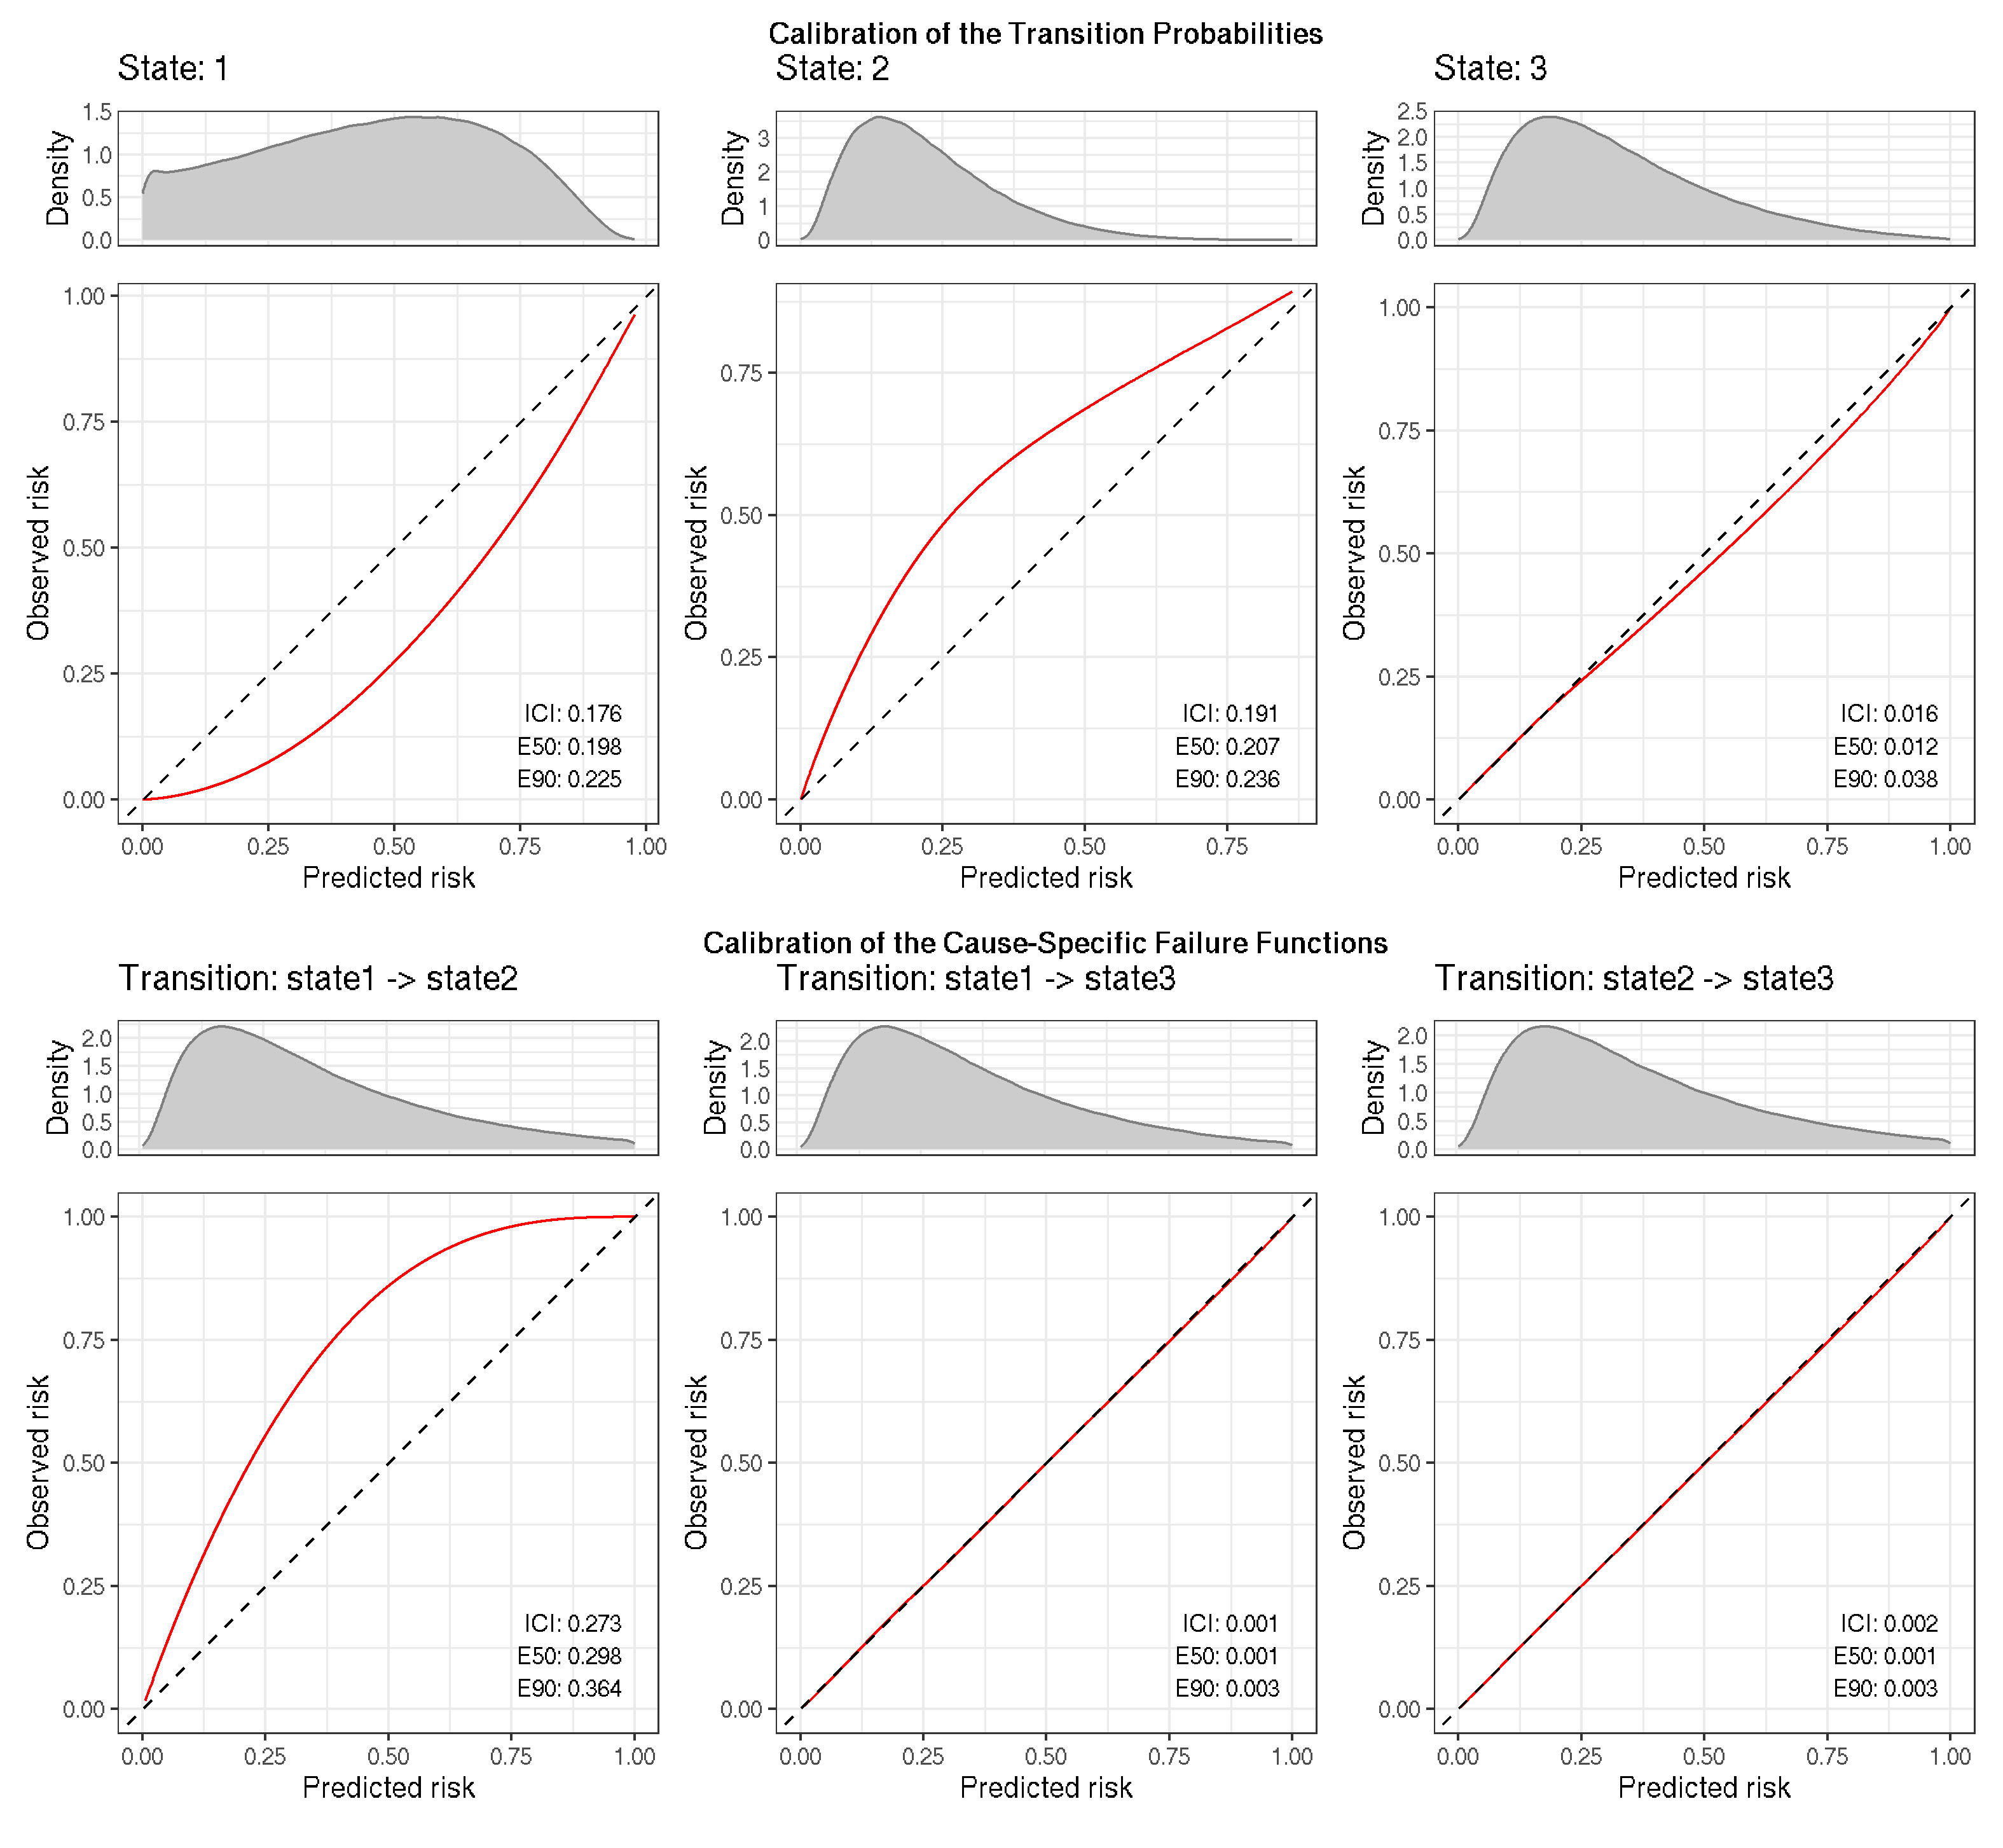 Calibration of the Transition Probabilities
State: 1
State: 2
State: 3
Density
1.5
1.0
0.5
0.0
Density
3
2
1
0
Density
2.5
2.0
1.5
1.0
0.5
0.0
Observed risk
1.00
0.75
0.50
0.25
0.00
ICI: 0.176
E50: 0.198
E90: 0.225
0.00 0.25 0.50 0.75 1.00
Predicted risk
Observed risk
0.75
0.50
0.25
0.00
ICI: 0.191
E50: 0.207
E90: 0.236
0.00 0.25 0.50 0.75
Predicted risk
Observed risk
1.00
0.75
0.50
0.25
0.00
ICI: 0.016
E50: 0.012
E90: 0.038
0.00 0.25 0.50 0.75 1.00
Predicted risk
Calibration of the Cause-Specific Failure Functions
Transition: state1 -> state2
Transition: state1 -> state3
Transition: state2 -> state3
Density
2.0
1.5
1.0
0.5
0.0
Density
2.0
1.5
1.0
0.5
0.0
Density
2.0
1.5
1.0
0.5
0.0
Observed risk
1.00
0.75
0.50
0.25
0.00
ICI: 0.273
E50: 0.298
E90: 0.364
0.00 0.25 0.50 0.75 1.00
Predicted risk
Observed risk
1.00
0.75
0.50
0.25
0.00
ICI: 0.001
E50: 0.001
E90: 0.003
0.00 0.25 0.50 0.75 1.00
Predicted risk
Observed risk
1.00
0.75
0.50
0.25
0.00
ICI: 0.002
E50: 0.001
E90: 0.003
0.00 0.25 0.50 0.75 1.00
Predicted risk